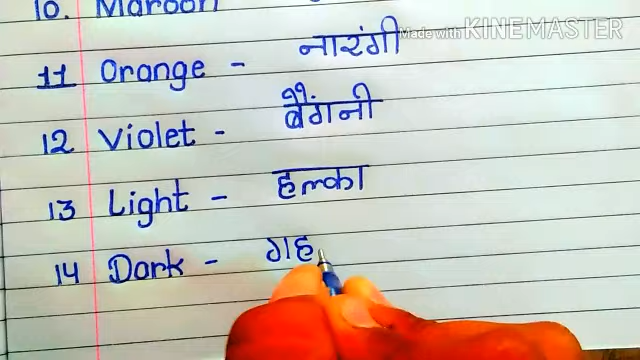 10. Maroon
11 Orange - नारंगी
12 Violet - बैंगनी
13 Light - हल्का
14 Dark - गह
Made with KINEMASTER